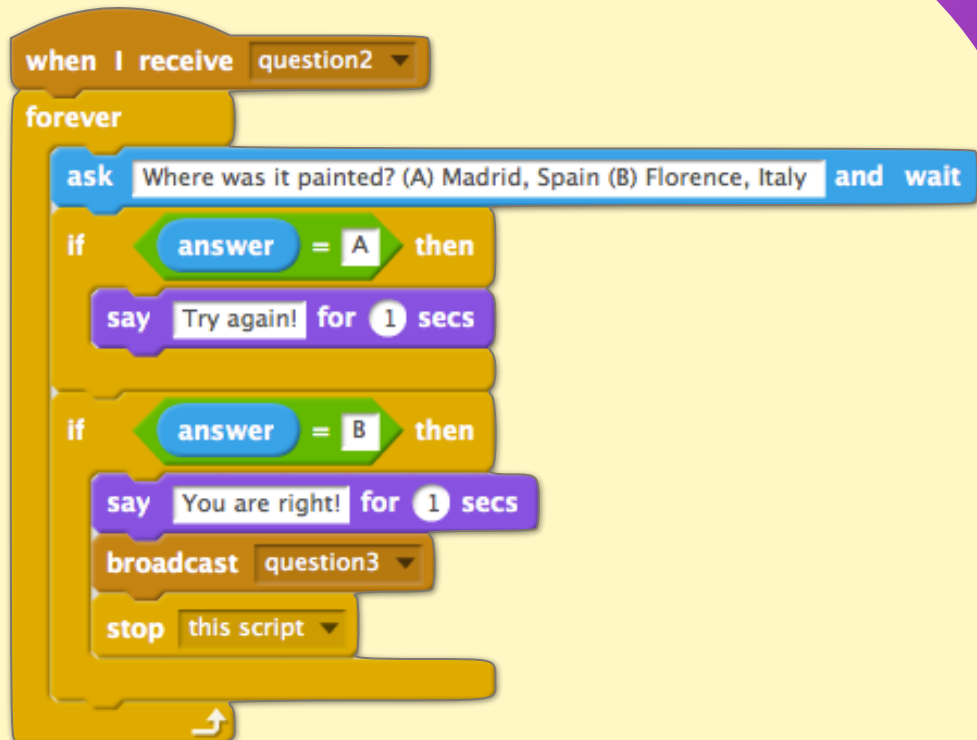 when I receive question2
forever
ask Where was it painted? (A) Madrid, Spain (B) Florence, Italy and wait
if answer = A then
say Try again! for 1 secs
if answer = B then
say You are right! for 1 secs
broadcast question3
stop this script